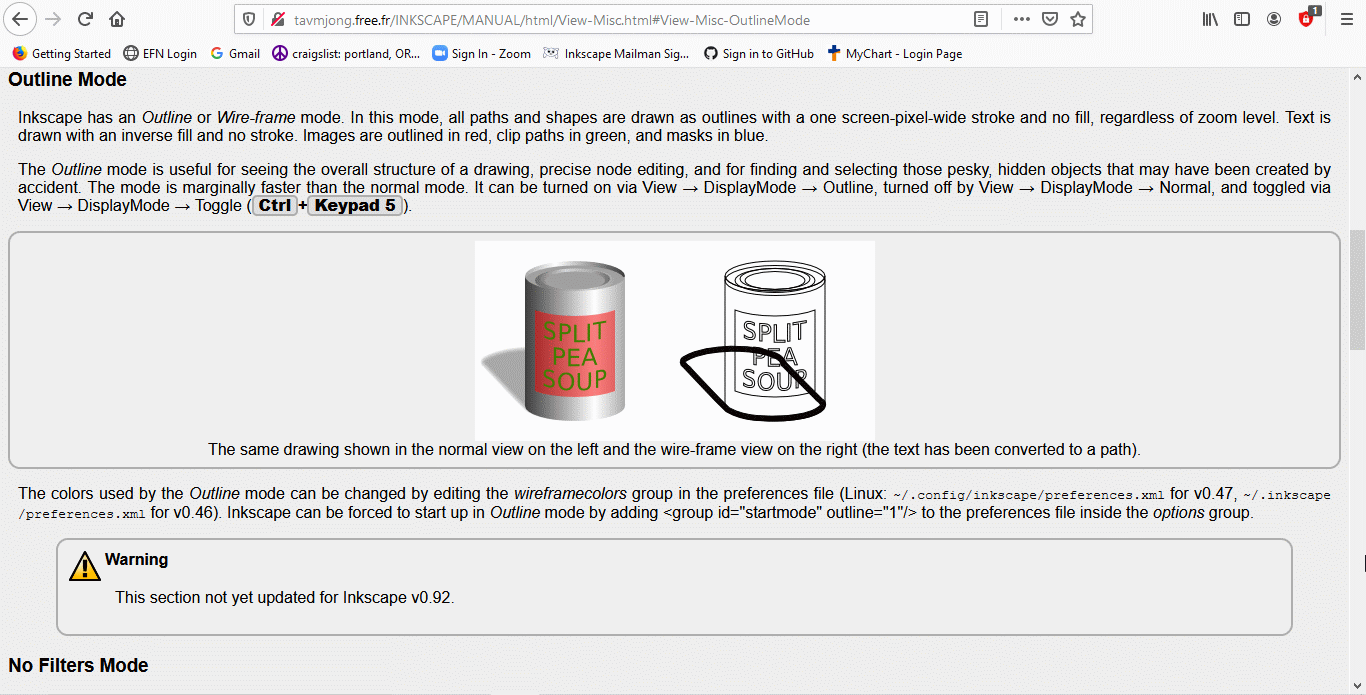 tavmjong.free.fr/INKSCAPE/MANUAL/html/View-Misc.html#View-Misc-OutlineMode
1
Getting Started EFN Login Gmail craigslist: portland, OR... Sign In - Zoom Inkscape Mailman Sig... Sign in to GitHub MyChart - Login Page
Outline Mode
Inkscape has an Outline or Wire-frame mode. In this mode, all paths and shapes are drawn as outlines with a one screen-pixel-wide stroke and no fill, regardless of zoom level. Text is
drawn with an inverse fill and no stroke. Images are outlined in red, clip paths in green, and masks in blue.
The Outline mode is useful for seeing the overall structure of a drawing, precise node editing, and for finding and selecting those pesky, hidden objects that may have been created by
accident. The mode is marginally faster than the normal mode. It can be turned on via View → DisplayMode → Outline, turned off by View → DisplayMode → Normal, and toggled via
View → DisplayMode → Toggle (Ctrl+Keypad 5).
SPLIT
PEA
SOUP
SPLIT
PEA
SOUP
The same drawing shown in the normal view on the left and the wire-frame view on the right (the text has been converted to a path).
The colors used by the Outline mode can be changed by editing the wireframecolors group in the preferences file (Linux: ~/.config/inkscape/preferences.xml for v0.47, ~/.inkscape
/preferences.xml for v0.46). Inkscape can be forced to start up in Outline mode by adding <group id="startmode" outline="1"/> to the preferences file inside the options group.
Warning
This section not yet updated for Inkscape v0.92.
No Filters Mode